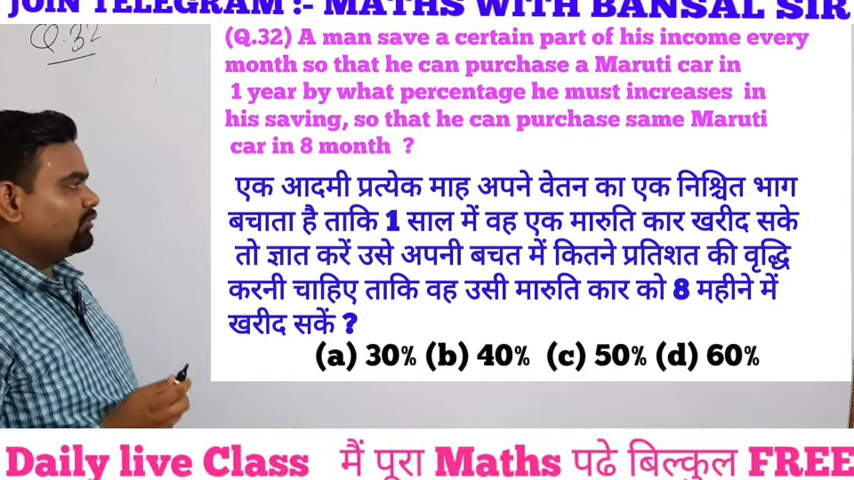 JOIN TELEGRAM :- MATHS WITH BANSAL SIR
Q.32
(Q.32) A man save a certain part of his income every
month so that he can purchase a Maruti car in
1 year by what percentage he must increases in
his saving, so that he can purchase same Maruti
car in 8 month ?
एक आदमी प्रत्येक माह अपने वेतन का एक निश्चित भाग
बचाता है ताकि 1 साल में वह एक मारुति कार खरीद सके
तो ज्ञात करें उसे अपनी बचत में कितने प्रतिशत की वृद्धि
करनी चाहिए ताकि वह उसी मारुति कार को 8 महीने में
खरीद सकें ?
(a) 30% (b) 40% (c) 50% (d) 60%
Daily live Class मैं पूरा Maths पढे बिल्कुल FREE